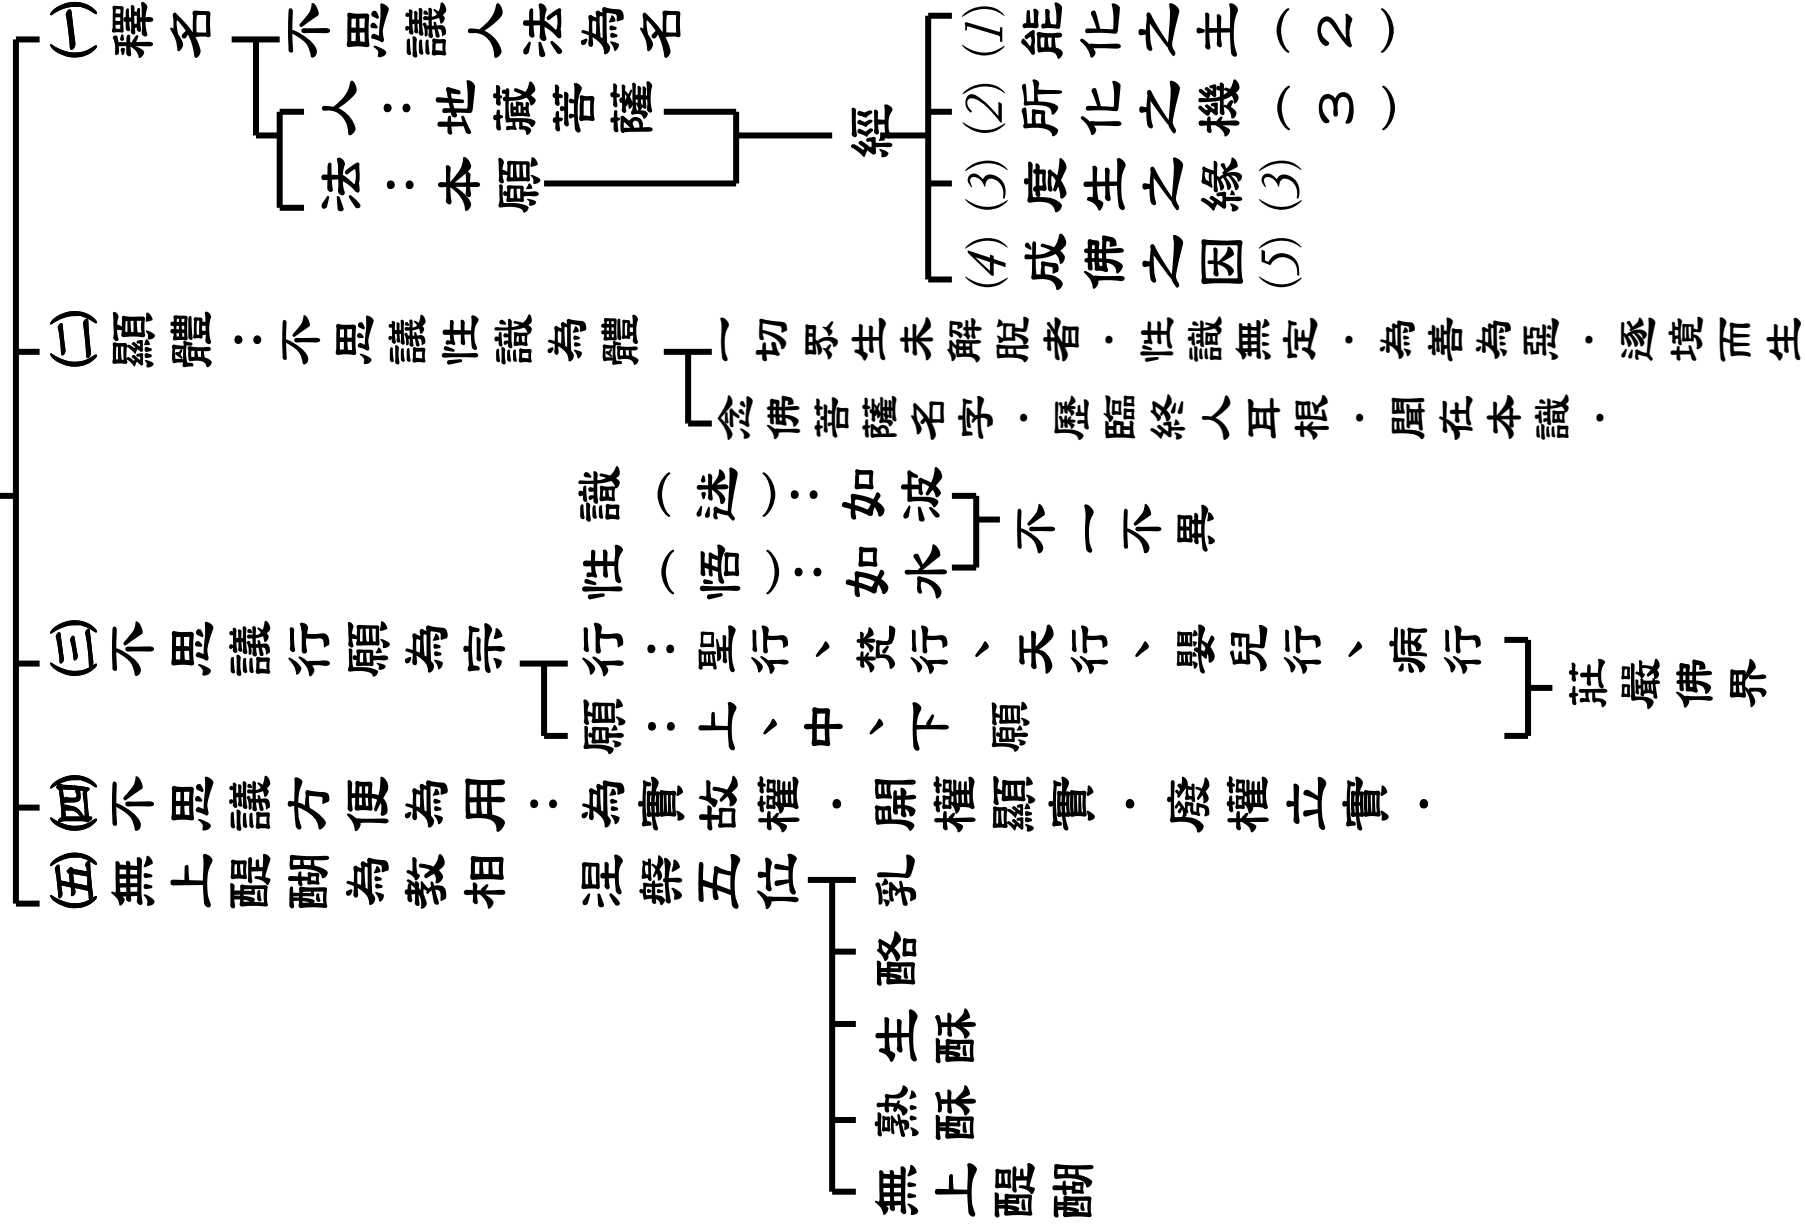 (一)釋名
不思議人法為名
人：地藏菩薩
法：本願
經
(1)能化之主（２）
(2)所化之機（３）
(3)度生之緣(3)
(4)成佛之因(5)
(二)顯體：不思議性識為體
一切眾生未解脫者．性識無定．為善為惡．逐境而生
念佛菩薩名字．歷臨終人耳根．聞在本識．
識（迷）：如波
性（悟）：如水
不一不異
(三)不思議行願為宗
行：聖行、梵行、天行、嬰兒行、病行
願：上、中、下 願
莊嚴佛界
(四)不思議方便為用：為實故權．開權顯實．廢權立實．
(五)無上醍醐為教相 涅槃五位
乳
酪
生酥
熟酥
無上醍醐